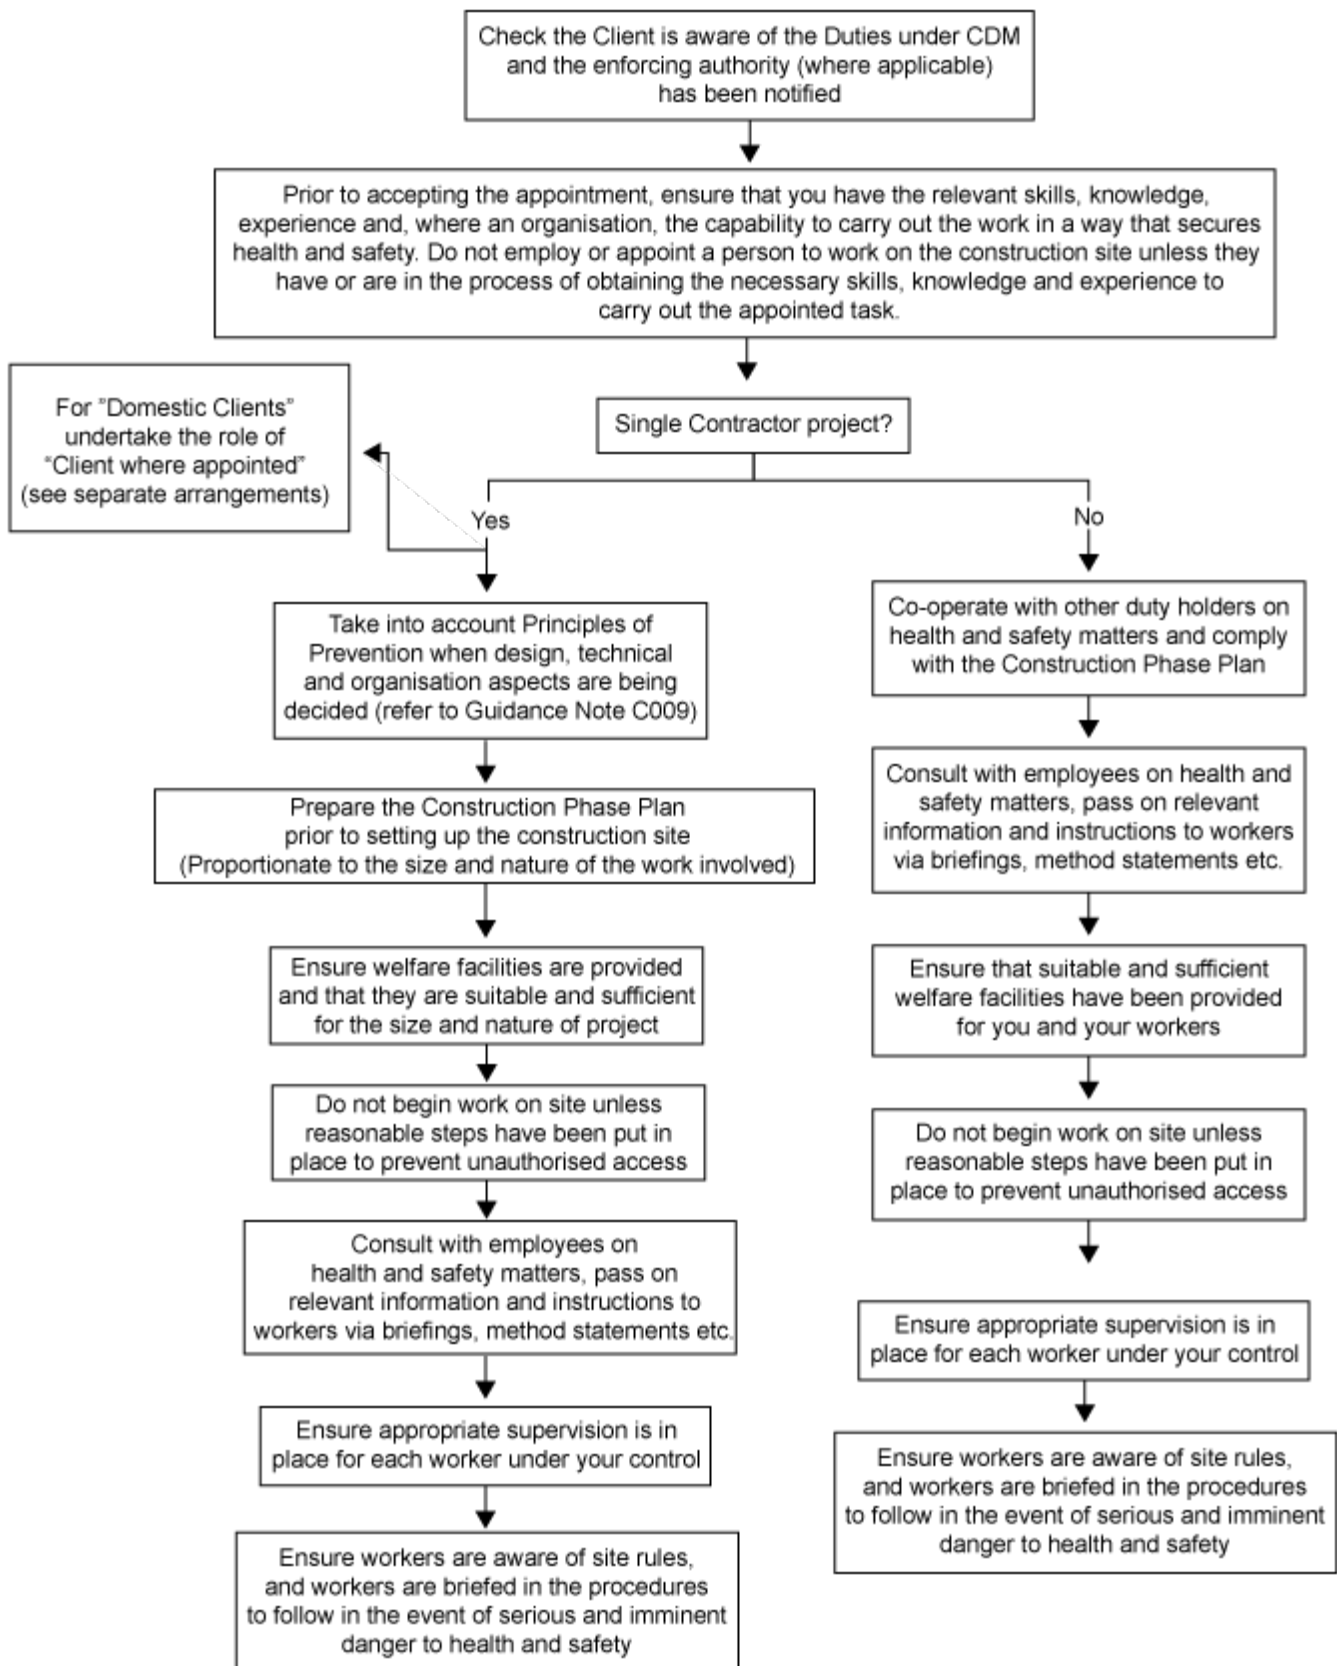 Check the Client is aware of the Duties under CDM
and the enforcing authority (where applicable)
has been notified
Prior to accepting the appointment, ensure that you have the relevant skills, knowledge,
experience and, where an organisation, the capability to carry out the work in a way that secures
health and safety. Do not employ or appoint a person to work on the construction site unless they
have or are in the process of obtaining the necessary skills, knowledge and experience to
carry out the appointed task.
Single Contractor project?
For ”Domestic Clients”
undertake the role of
“Client where appointed”
(see separate arrangements)
Yes
Take into account Principles of
Prevention when design, technical
and organisation aspects are being
decided (refer to Guidance Note C009)
Prepare the Construction Phase Plan
prior to setting up the construction site
(Proportionate to the size and nature of the work involved)
Ensure welfare facilities are provided
and that they are suitable and sufficient
for the size and nature of project
Do not begin work on site unless
reasonable steps have been put in
place to prevent unauthorised access
Consult with employees on
health and safety matters, pass on
relevant information and instructions to
workers via briefings, method statements etc.
Ensure appropriate supervision is in
place for each worker under your control
Ensure workers are aware of site rules,
and workers are briefed in the procedures
to follow in the event of serious and imminent
danger to health and safety
No
Co-operate with other duty holders on
health and safety matters and comply
with the Construction Phase Plan
Consult with employees on health and
safety matters, pass on relevant
information and instructions to workers
via briefings, method statements etc.
Ensure that suitable and sufficient
welfare facilities have been provided
for you and your workers
Do not begin work on site unless
reasonable steps have been put in
place to prevent unauthorised access
Ensure appropriate supervision is in
place for each worker under your control
Ensure workers are aware of site rules,
and workers are briefed in the procedures
to follow in the event of serious and imminent
danger to health and safety